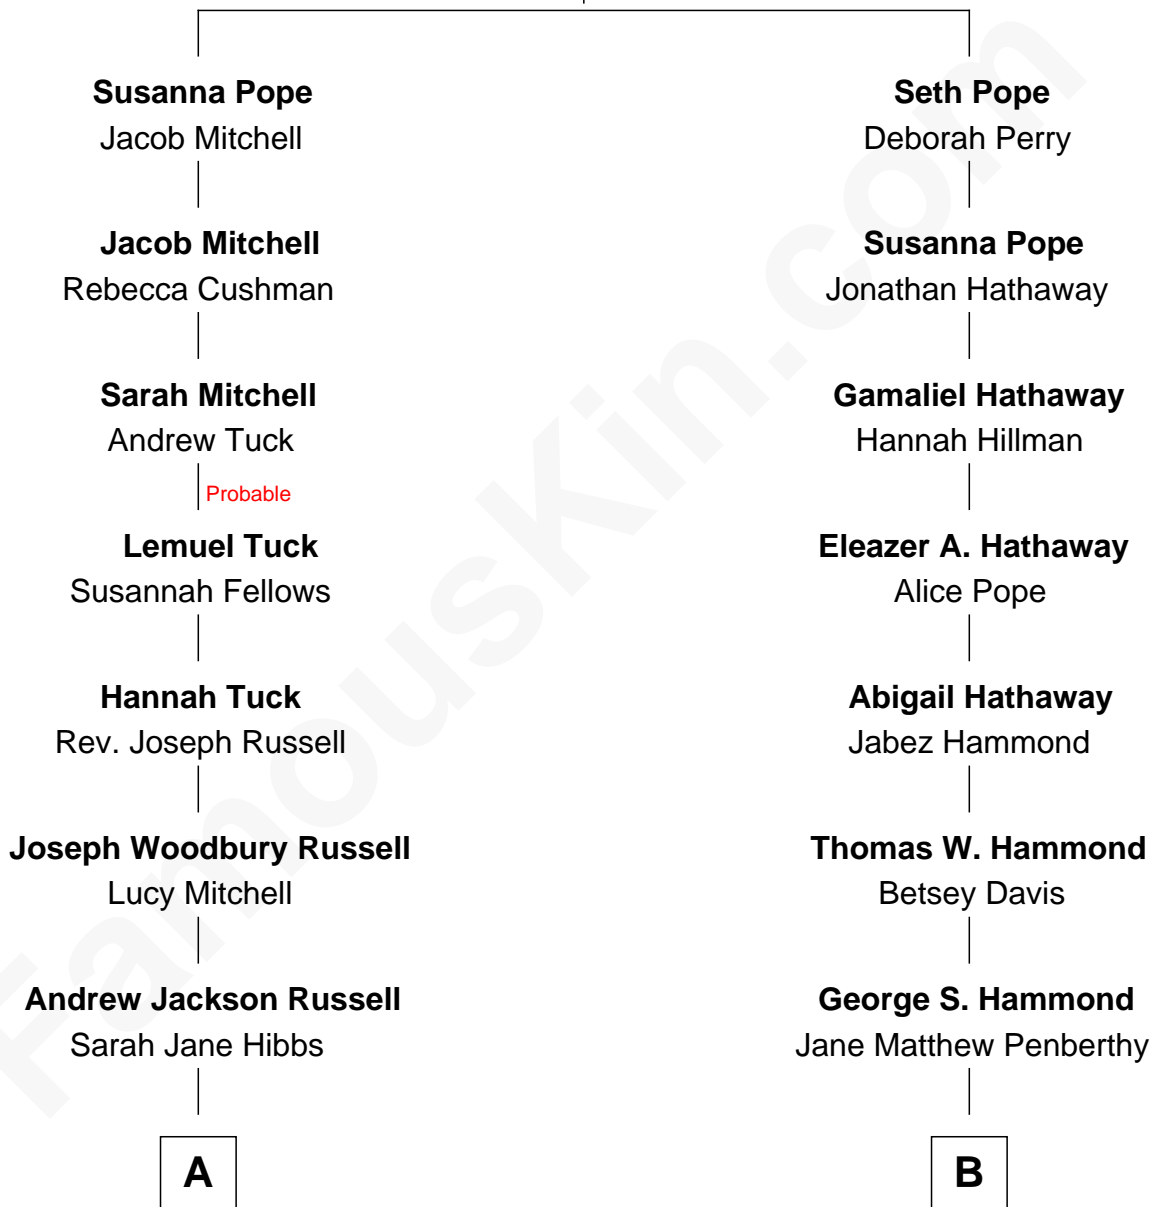 Susanna Pope
Jacob Mitchell
Jacob Mitchell
Rebecca Cushman
Sarah Mitchell
Andrew Tuck
Probable
Lemuel Tuck
Susannah Fellows
Hannah Tuck
Rev. Joseph Russell
Joseph Woodbury Russell
Lucy Mitchell
Andrew Jackson Russell
Sarah Jane Hibbs
A
Seth Pope
Deborah Perry
Susanna Pope
Jonathan Hathaway
Gamaliel Hathaway
Hannah Hillman
Eleazer A. Hathaway
Alice Pope
Abigail Hathaway
Jabez Hammond
Thomas W. Hammond
Betsey Davis
George S. Hammond
Jane Matthew Penberthy
B
FamousKin.com